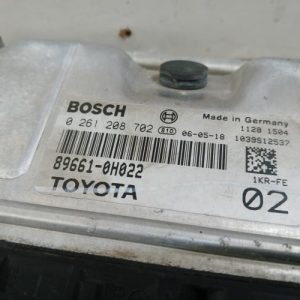 BOSCH
Made in Germany
0 261 208 702 610 06-05-18
1128 1504
1039S12537
89661-0H022
1KR-FE
TOYOTA
02